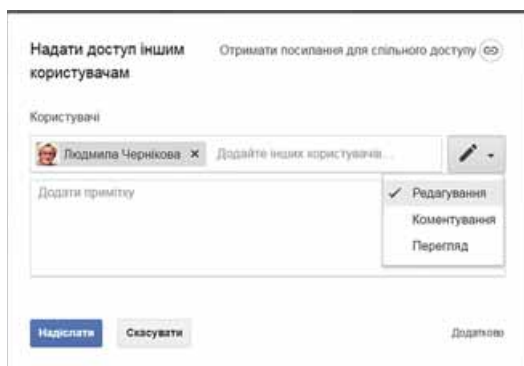 Надати доступ іншим
користувачам
Отримати посилання для спільного доступу
Користувачі
Людмила Чернікова × Додайте інших користувачів...
Додати примітку
✓ Редагування
Коментування
Перегляд
Надіслати Скасувати Додатково